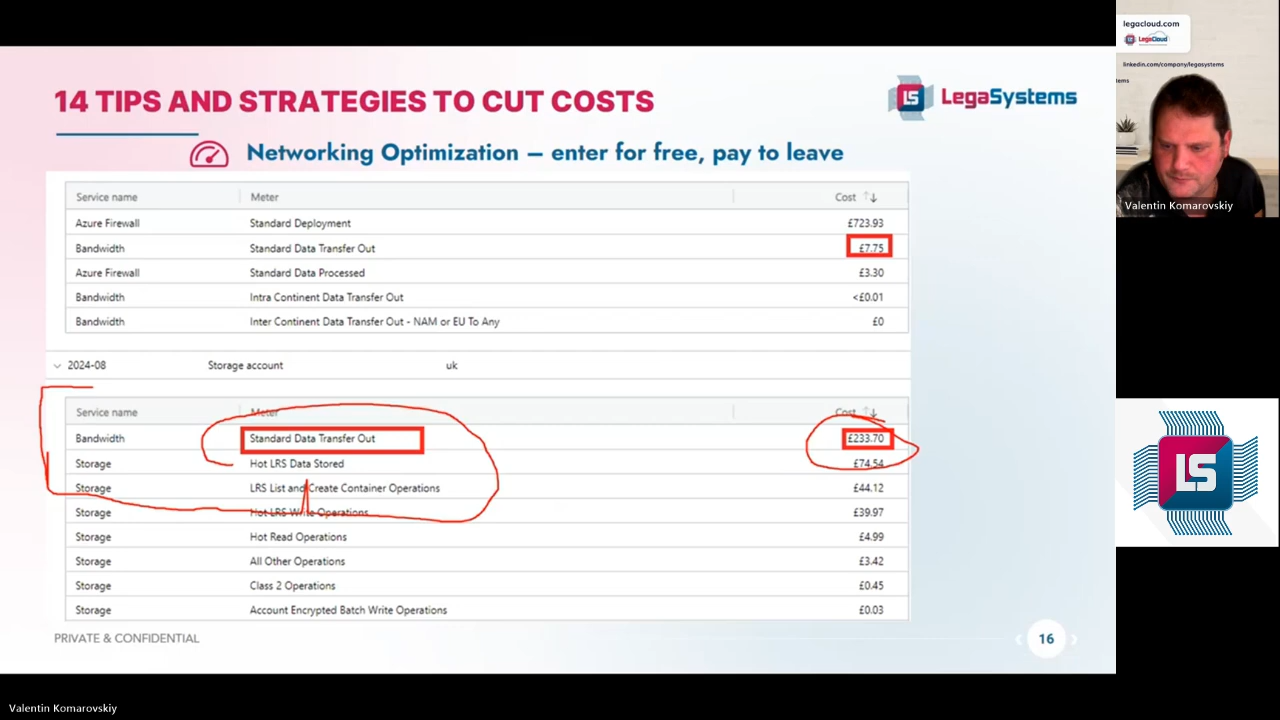 14 TIPS AND STRATEGIES TO CUT COSTS
LS LegaSystems
Networking Optimization – enter for free, pay to leave
Service name Meter Cost
Azure Firewall Standard Deployment £723.93
Bandwidth Standard Data Transfer Out £7.75
Azure Firewall Standard Data Processed £3.30
Bandwidth Intra Continent Data Transfer Out <£0.01
Bandwidth Inter Continent Data Transfer Out - NAM or EU To Any £0
2024-08 Storage account uk
Service name Meter Cost
Bandwidth Standard Data Transfer Out £233.70
Storage Hot LRS Data Stored £74.54
Storage LRS List and Create Container Operations £44.12
Storage Hot LRS Write Operations £39.97
Storage Hot Read Operations £4.99
Storage All Other Operations £3.42
Storage Class 2 Operations £0.45
Storage Account Encrypted Batch Write Operations £0.03
PRIVATE & CONFIDENTIAL
16
legacloud.com
LegaCloud
linkedin.com/company/legasystems
Valentin Komarovskiy
LS
Valentin Komarovskiy